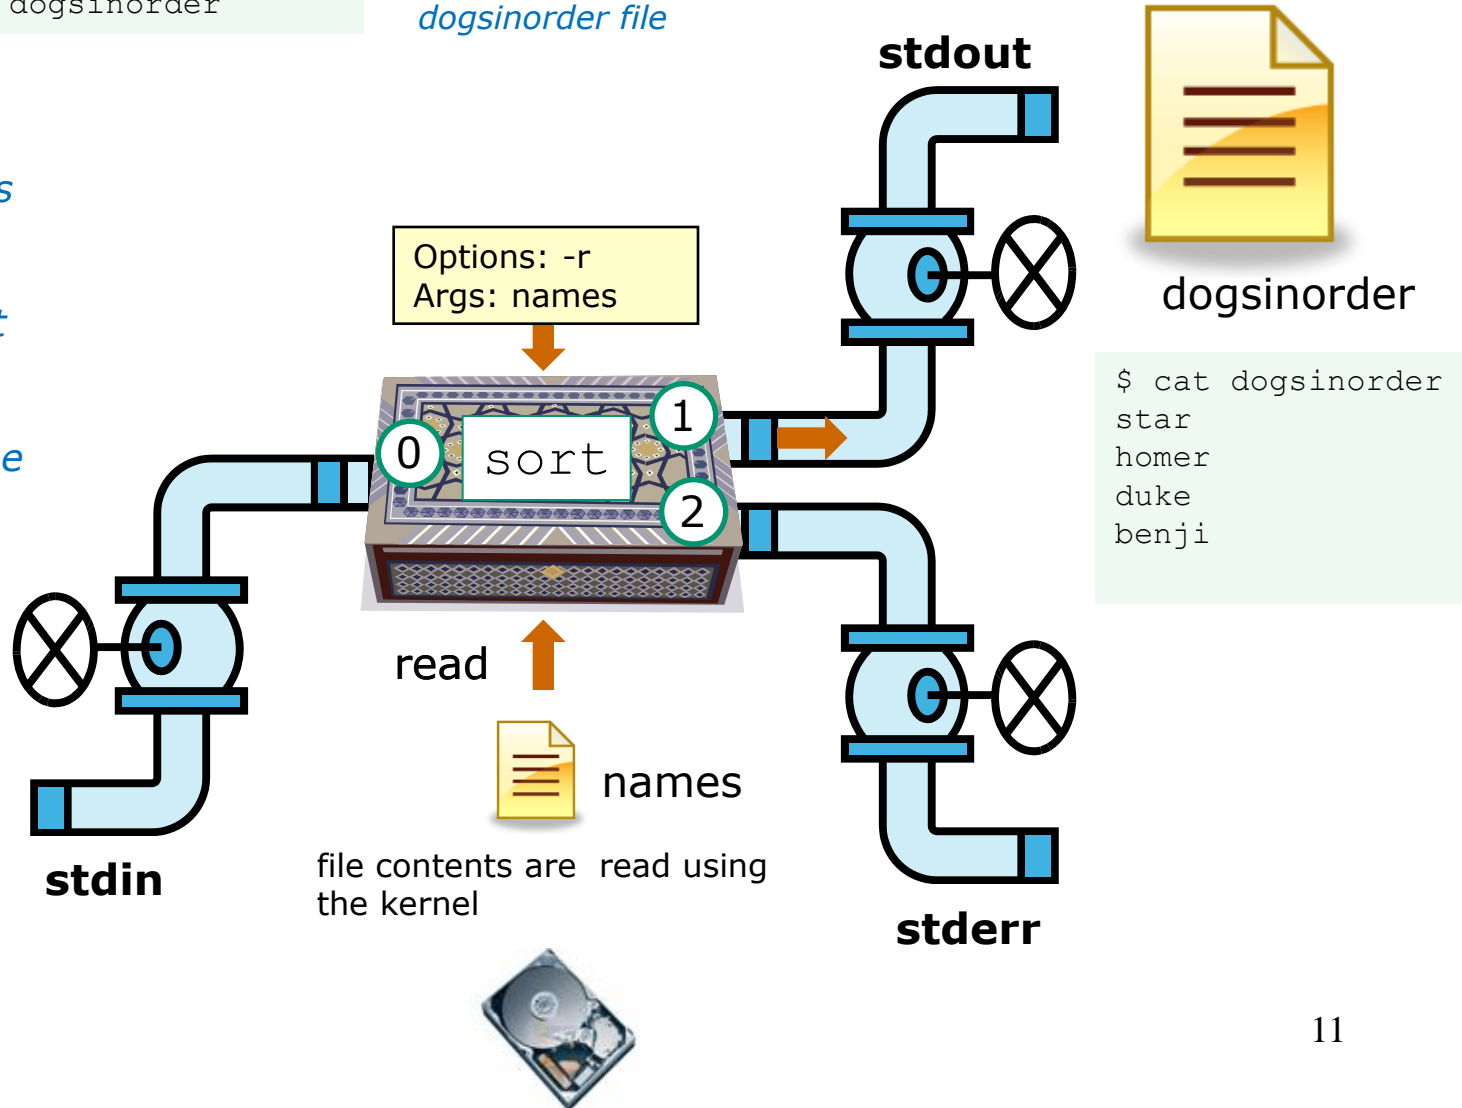 dogsinorder
dogsinorder file
stdout
s
Options: -r
Args: names
dogsinorder
t
$ cat dogsinorder
star
homer
duke
benji
e
0
sort
1
2
read
names
stdin
file contents are  read using
the kernel
stderr
11